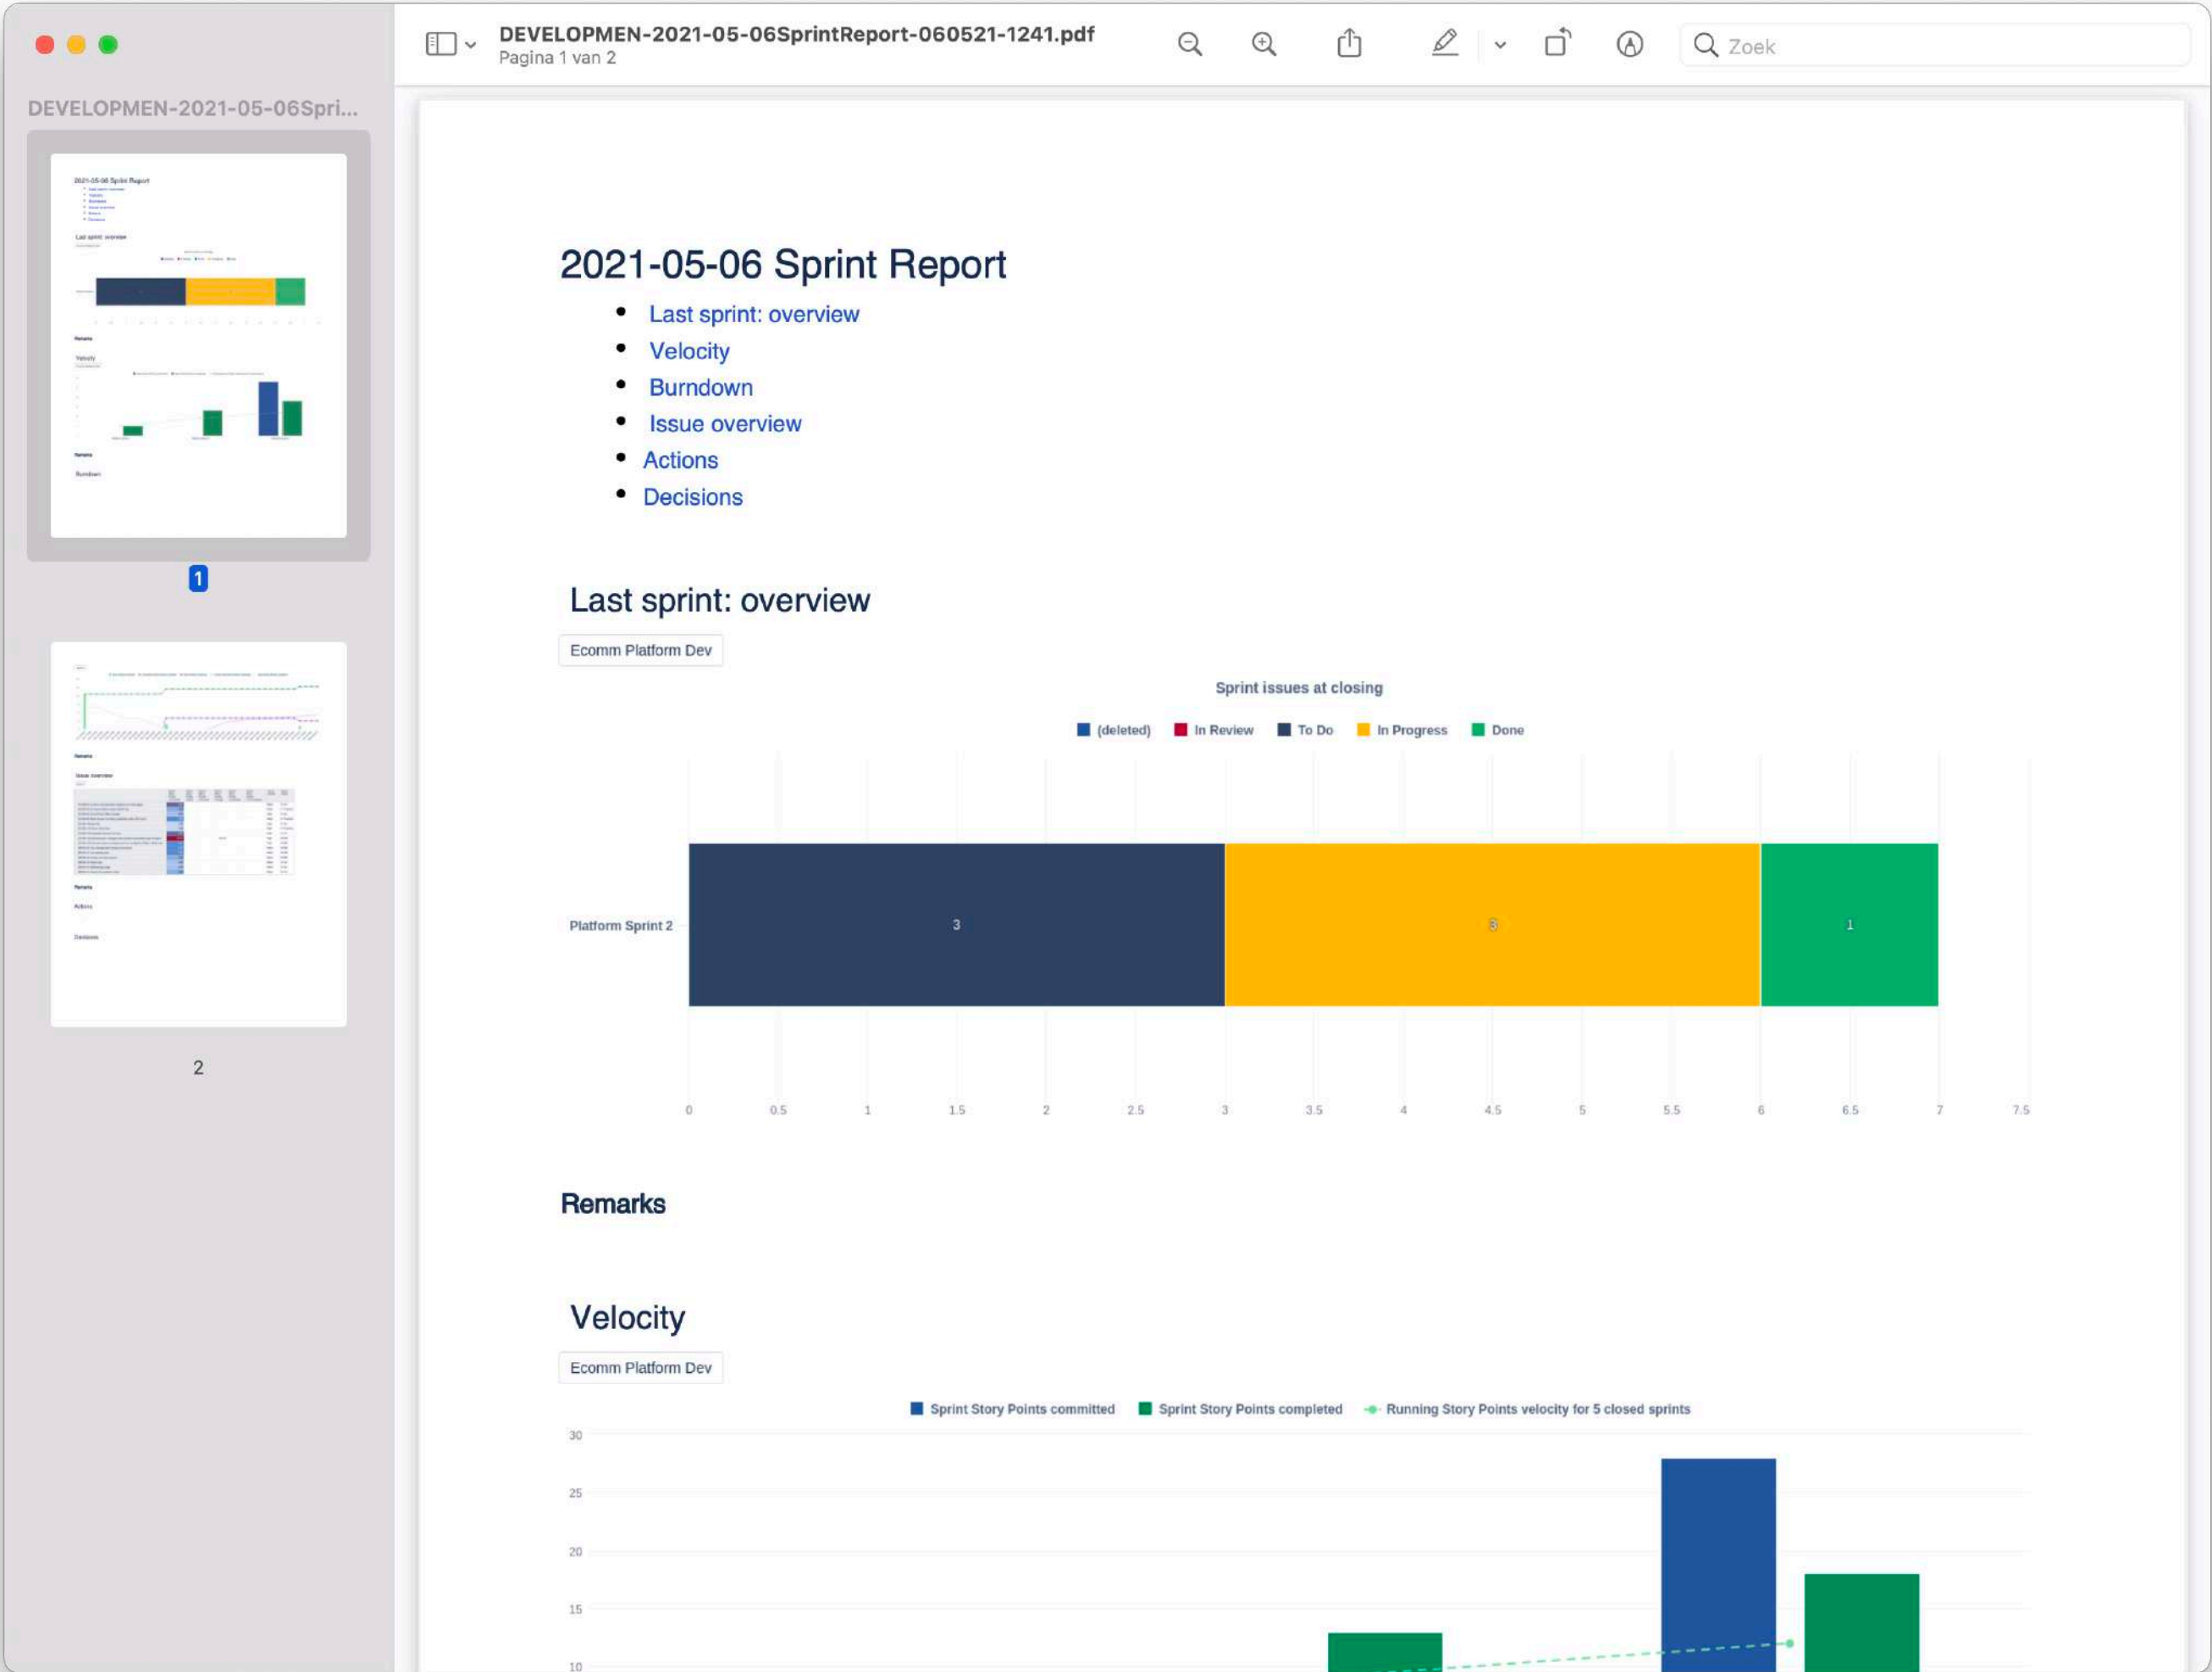 DEVELOPMEN-2021-05-06SprintReport-060521-1241.pdf
Pagina 1 van 2
Zoek
DEVELOPMEN-2021-05-06Spri...
1
2
2021-05-06 Sprint Report
Last sprint: overview
Velocity
Burndown
Issue overview
Actions
Decisions
Last sprint: overview
Ecomm Platform Dev
Sprint issues at closing
(deleted) In Review To Do In Progress Done
Platform Sprint 2 3 3 1
0 0.5 1 1.5 2 2.5 3 3.5 4 4.5 5 5.5 6 6.5 7 7.5
Remarks
Velocity
Ecomm Platform Dev
Sprint Story Points committed Sprint Story Points completed Running Story Points velocity for 5 closed sprints
30
25
20
15
10